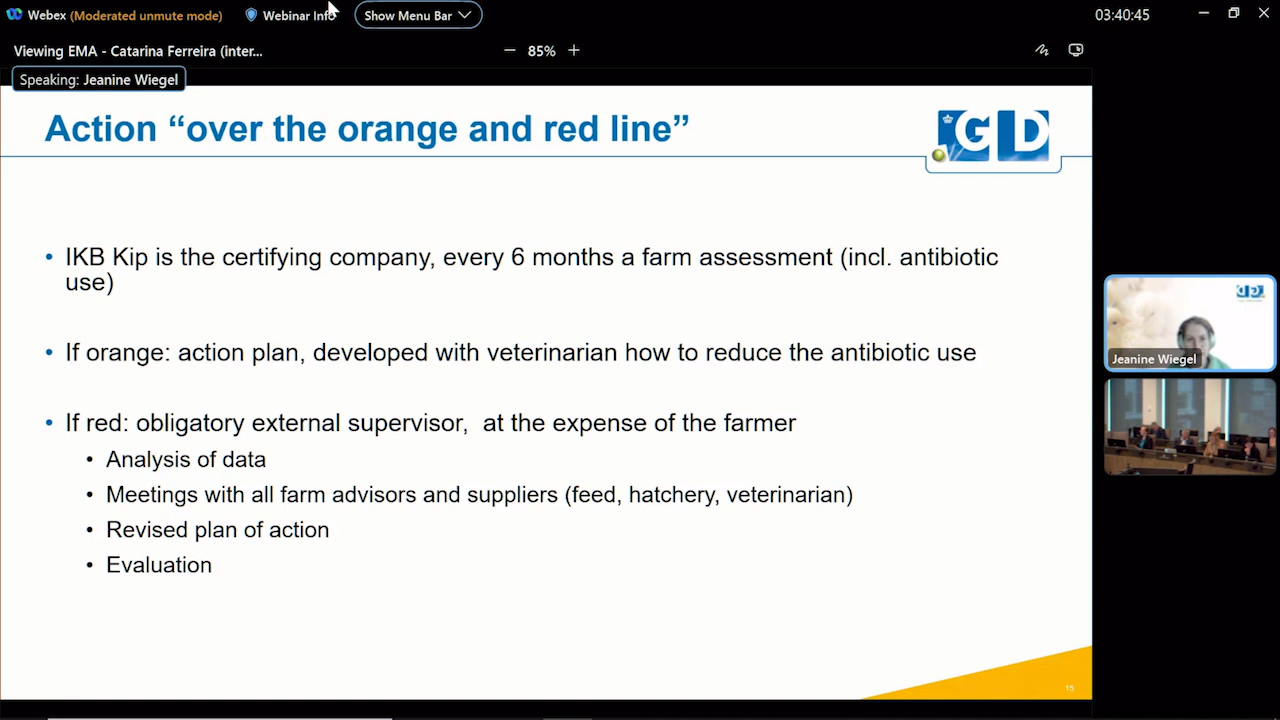 Webex (Moderated unmute mode) Webinar Info Show Menu Bar 03:40:45
Viewing EMA - Catarina Ferreira (inter... 85%
Speaking: Jeanine Wiegel
Action “over the orange and red line”
GD
• IKB Kip is the certifying company, every 6 months a farm assessment (incl. antibiotic
use)
• If orange: action plan, developed with veterinarian how to reduce the antibiotic use
• If red: obligatory external supervisor, at the expense of the farmer
• Analysis of data
• Meetings with all farm advisors and suppliers (feed, hatchery, veterinarian)
• Revised plan of action
• Evaluation
15
GD
Jeanine Wiegel